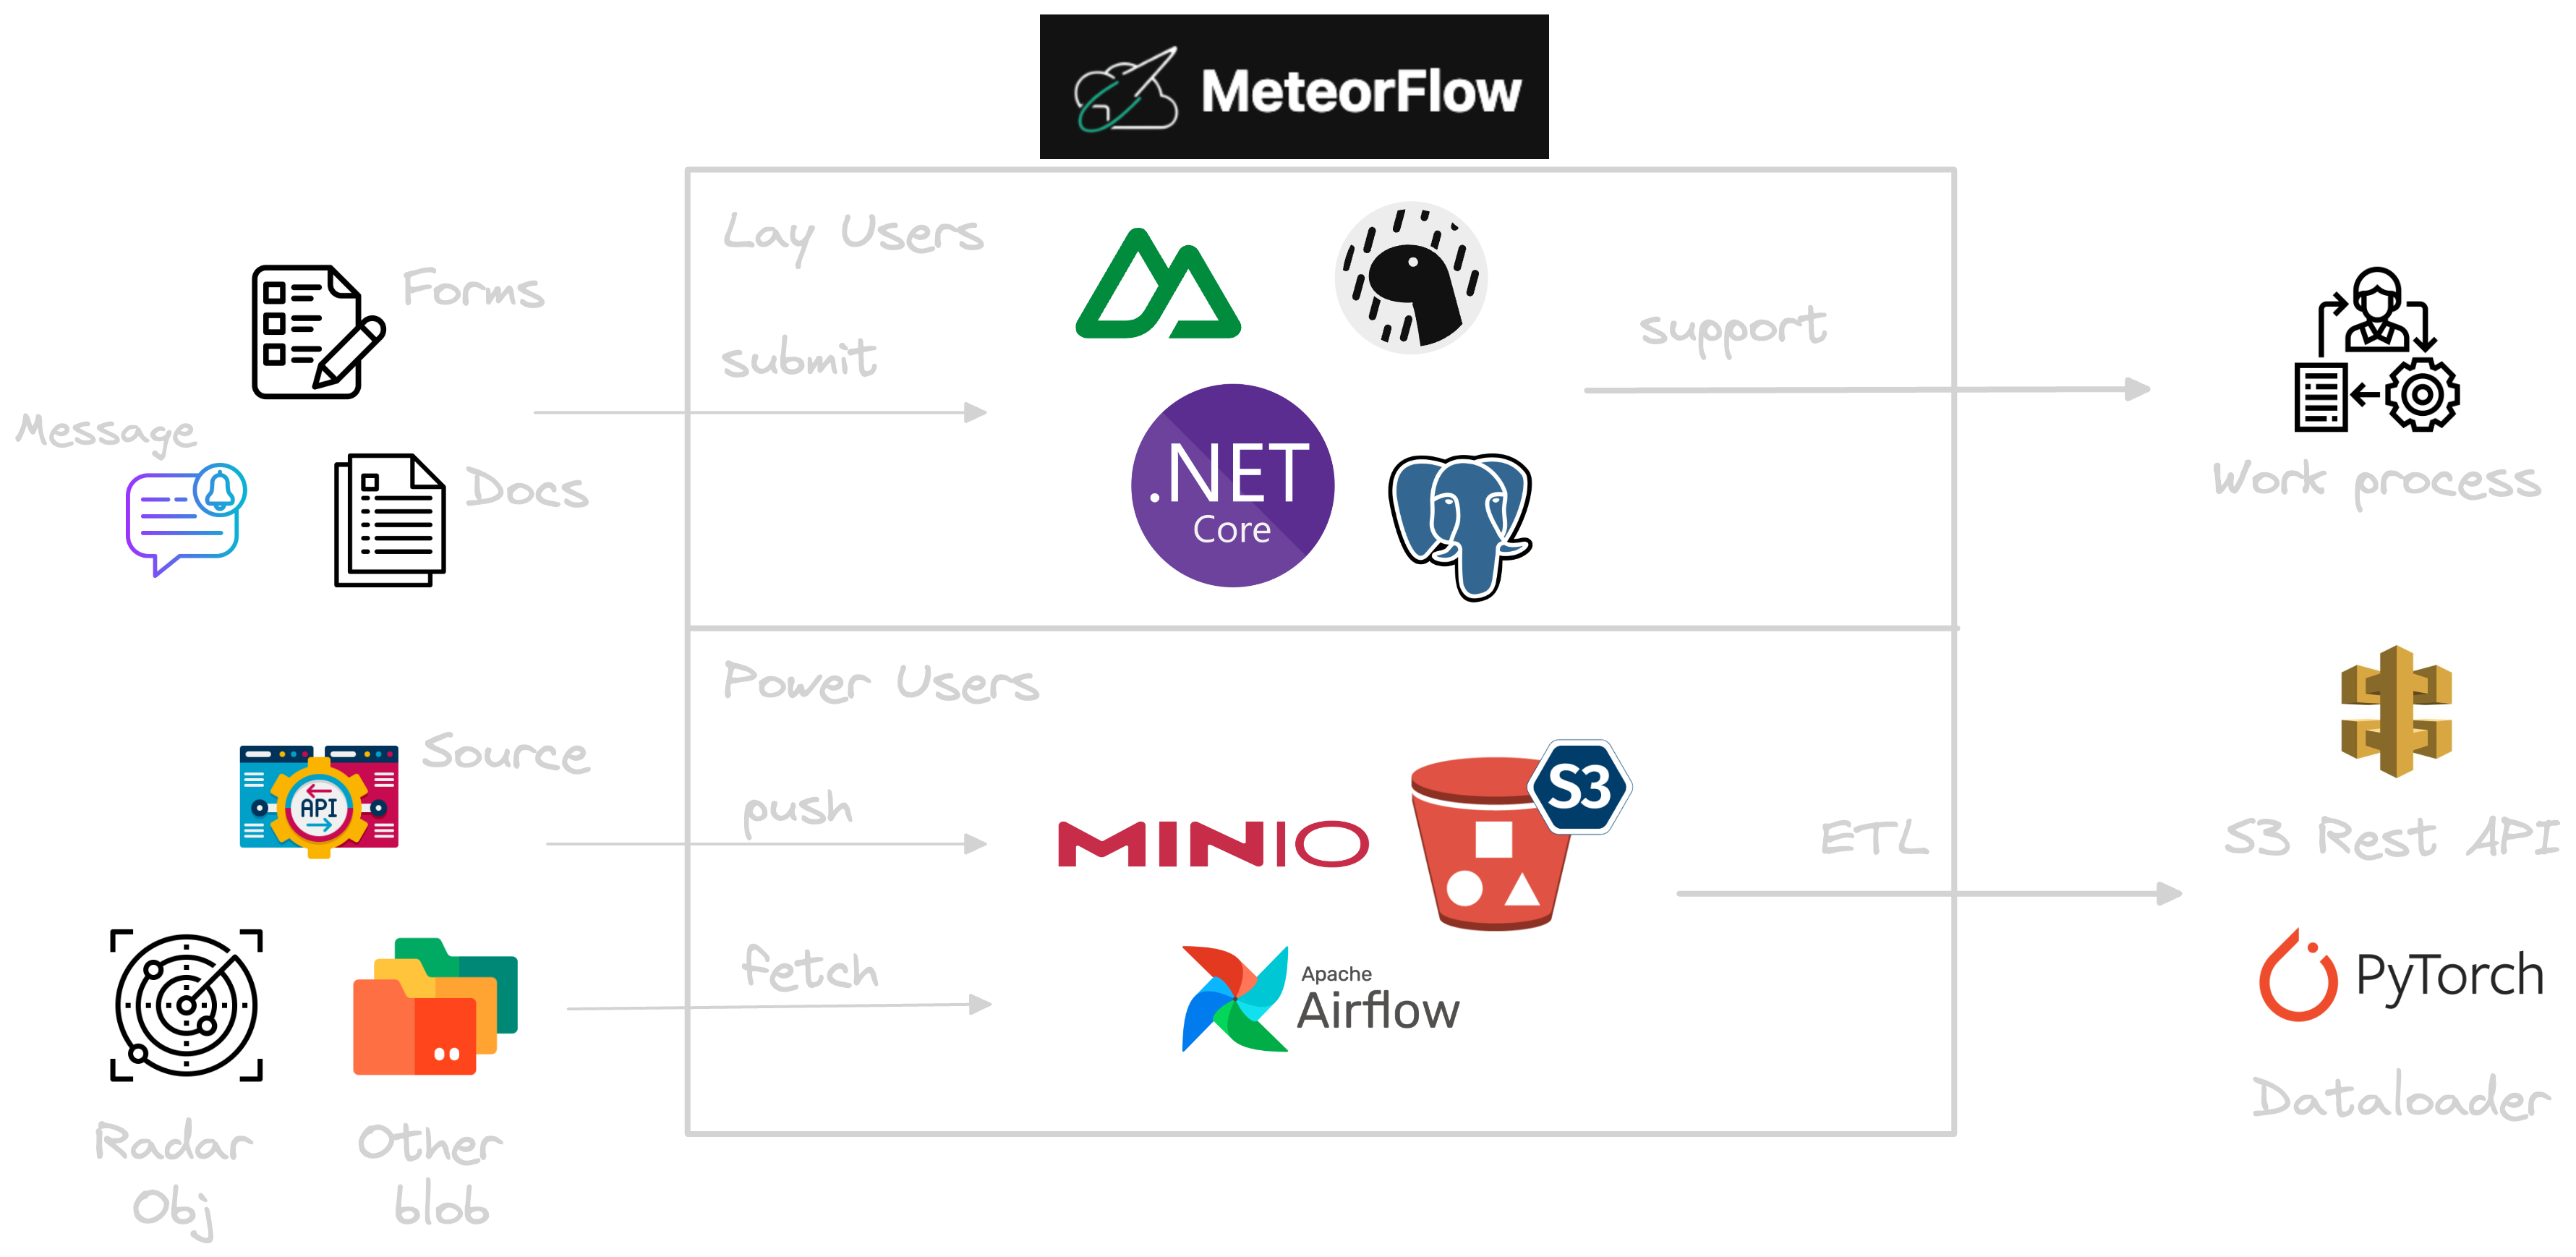 MeteorFlow
Lay Users
Forms
submit
support
Message
Docs
.NET
Core
Work process
Power Users
Source
API
push
MINIO
S3
ETL
S3 Rest API
fetch
Apache
Airflow
PyTorch
Dataloader
Radar
Obj
Other
blob